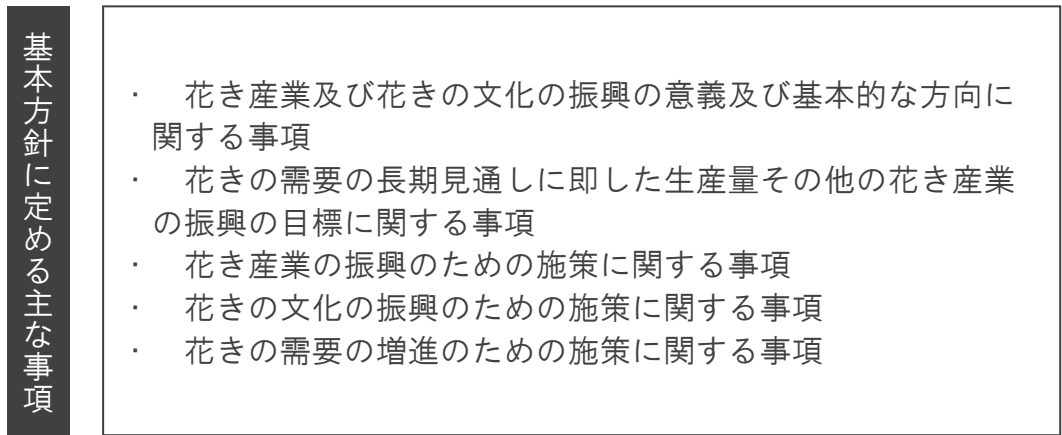 基本方針に定める主な事項
・　花き産業及び花きの文化の振興の意義及び基本的な方向に
関する事項
・　花きの需要の長期見通しに即した生産量その他の花き産業
の振興の目標に関する事項
・　花き産業の振興のための施策に関する事項
・　花きの文化の振興のための施策に関する事項
・　花きの需要の増進のための施策に関する事項